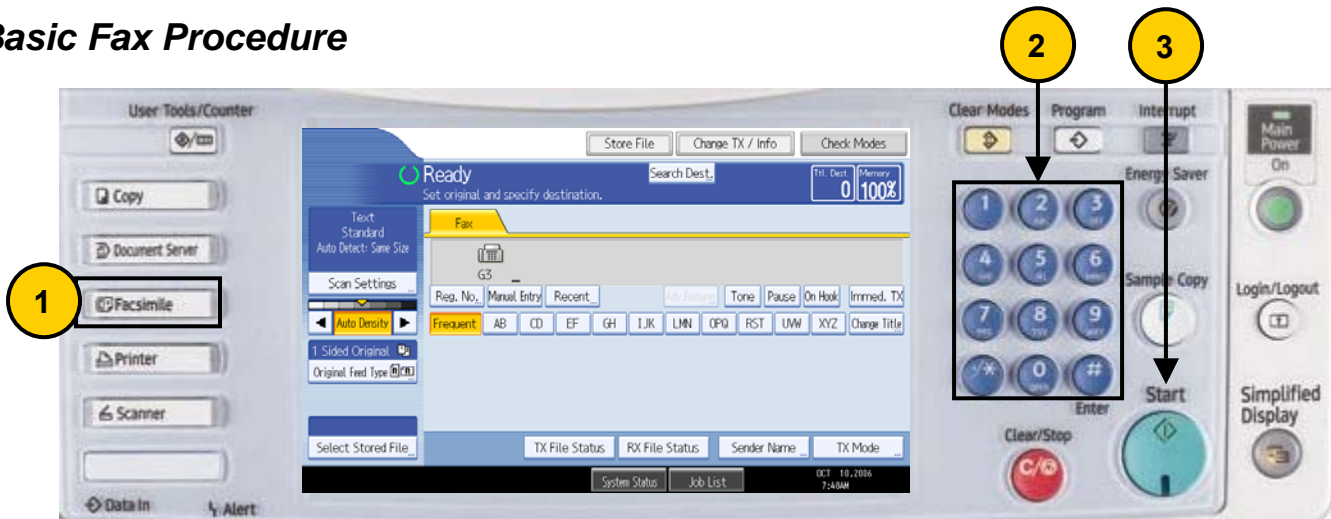 Basic Fax Procedure
2
3
User Tools/Counter
Clear Modes
Program
Interrupt
Main
Power
On
Store File
Change TX / Info
Check Modes
Ready
Search Dest.
Ttl. Dest.
0
Memory
100%
Set original and specify destination.
Energy Saver
Copy
Text
Standard
Auto Detect: Same Size
Fax
1
2
3
Document Server
G3
4
5
6
Scan Settings
Sample Copy
1
Facsimile
Reg. No.
Manual Entry
Recent
Tone
Pause
On Hook
Immed. TX
Login/Logout
Auto Density
Frequent
AB
CD
EF
GH
IJK
LMN
OPQ
RST
UVW
XYZ
Change Title
7
8
9
Printer
1 Sided Original
Original Feed Type
0
#
Scanner
Enter
Start
Simplified
Display
Select Stored File
TX File Status
RX File Status
Sender Name
TX Mode
Clear/Stop
C/
System Status
Job List
OCT 10,2006
7:48AM
Data In
Alert